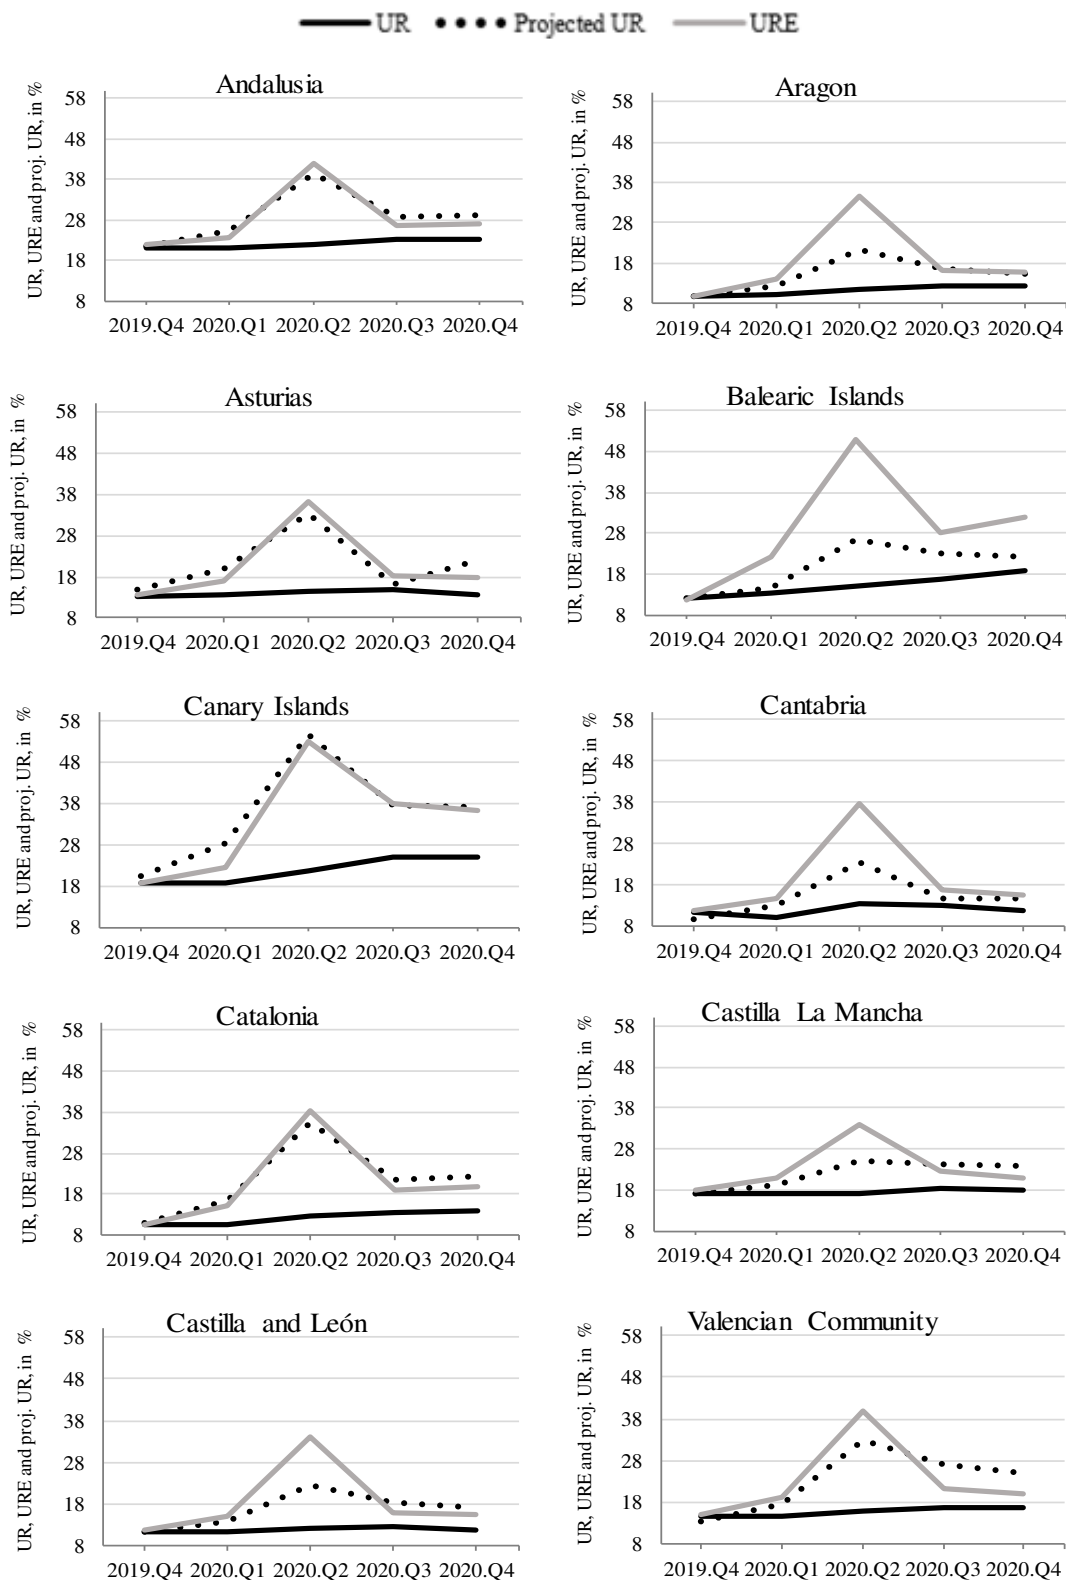 UR Projected UR URE
Andalusia
UR, URE and proj. UR, in %
58
48
38
28
18
8
2019.Q4 2020.Q1 2020.Q2 2020.Q3 2020.Q4
Aragon
UR, URE and proj. UR, in %
58
48
38
28
18
8
2019.Q4 2020.Q1 2020.Q2 2020.Q3 2020.Q4
Asturias
UR, URE and proj. UR, in %
58
48
38
28
18
8
2019.Q4 2020.Q1 2020.Q2 2020.Q3 2020.Q4
Balearic Islands
UR, URE and proj. UR, in %
58
48
38
28
18
8
2019.Q4 2020.Q1 2020.Q2 2020.Q3 2020.Q4
Canary Islands
UR, URE and proj. UR, in %
58
48
38
28
18
8
2019.Q4 2020.Q1 2020.Q2 2020.Q3 2020.Q4
Cantabria
UR, URE and proj. UR, in %
58
48
38
28
18
8
2019.Q4 2020.Q1 2020.Q2 2020.Q3 2020.Q4
Catalonia
UR, URE and proj. UR, in %
58
48
38
28
18
8
2019.Q4 2020.Q1 2020.Q2 2020.Q3 2020.Q4
Castilla La Mancha
UR, URE and proj. UR, in %
58
48
38
28
18
8
2019.Q4 2020.Q1 2020.Q2 2020.Q3 2020.Q4
Castilla and León
UR, URE and proj. UR, in %
58
48
38
28
18
8
2019.Q4 2020.Q1 2020.Q2 2020.Q3 2020.Q4
Valencian Community
UR, URE and proj. UR, in %
58
48
38
28
18
8
2019.Q4 2020.Q1 2020.Q2 2020.Q3 2020.Q4